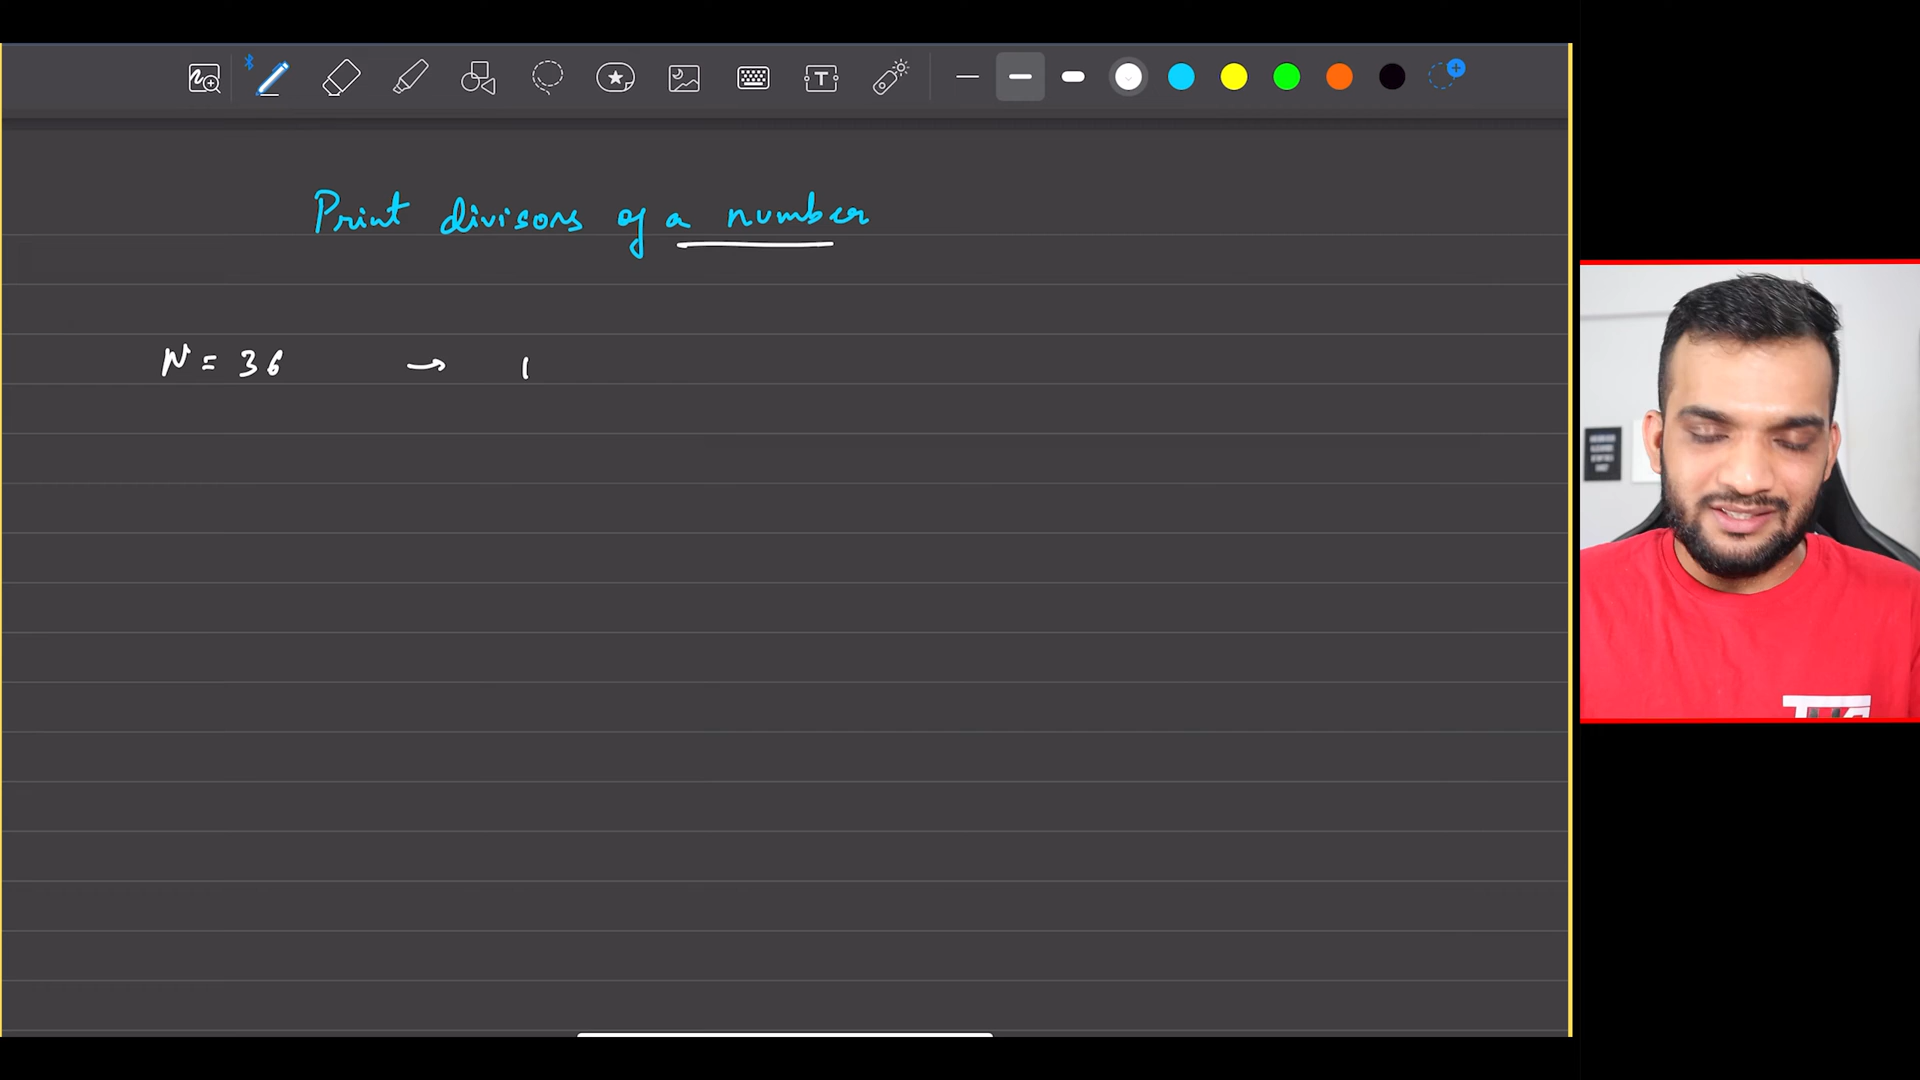 Print divisors of a number
N = 36 → 1